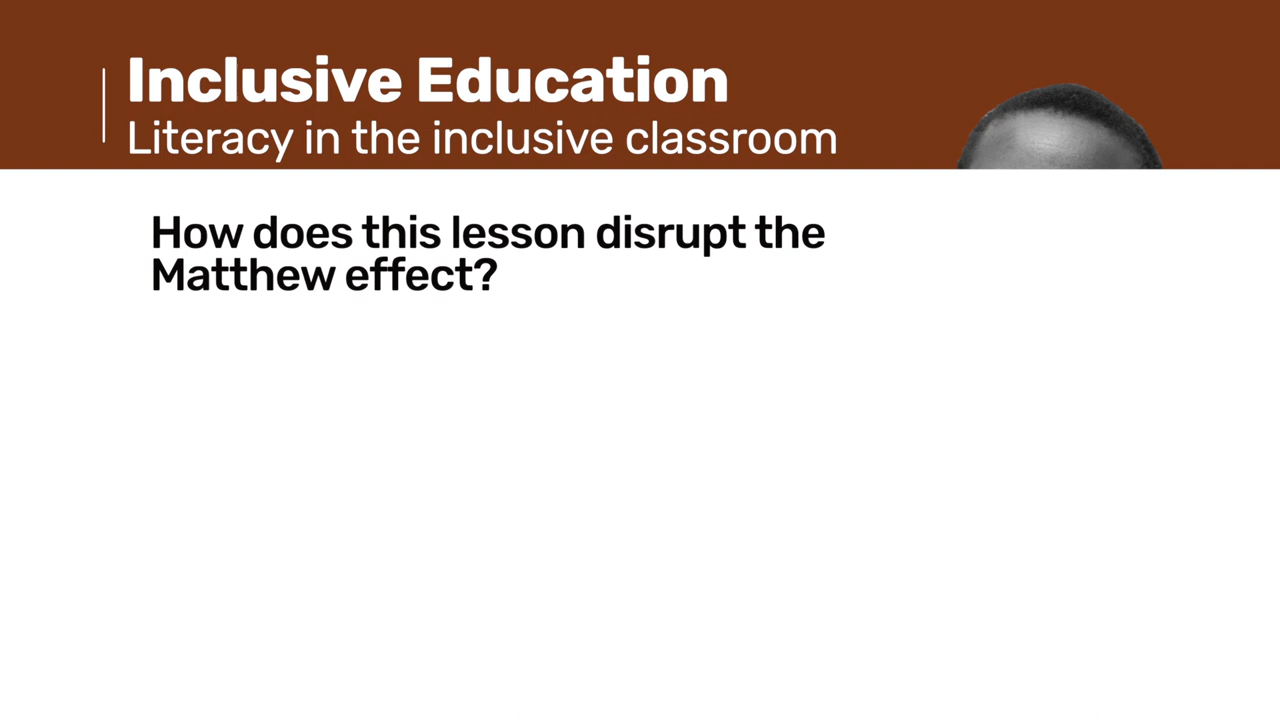 Inclusive Education
Literacy in the inclusive classroom
How does this lesson disrupt the
Matthew effect?